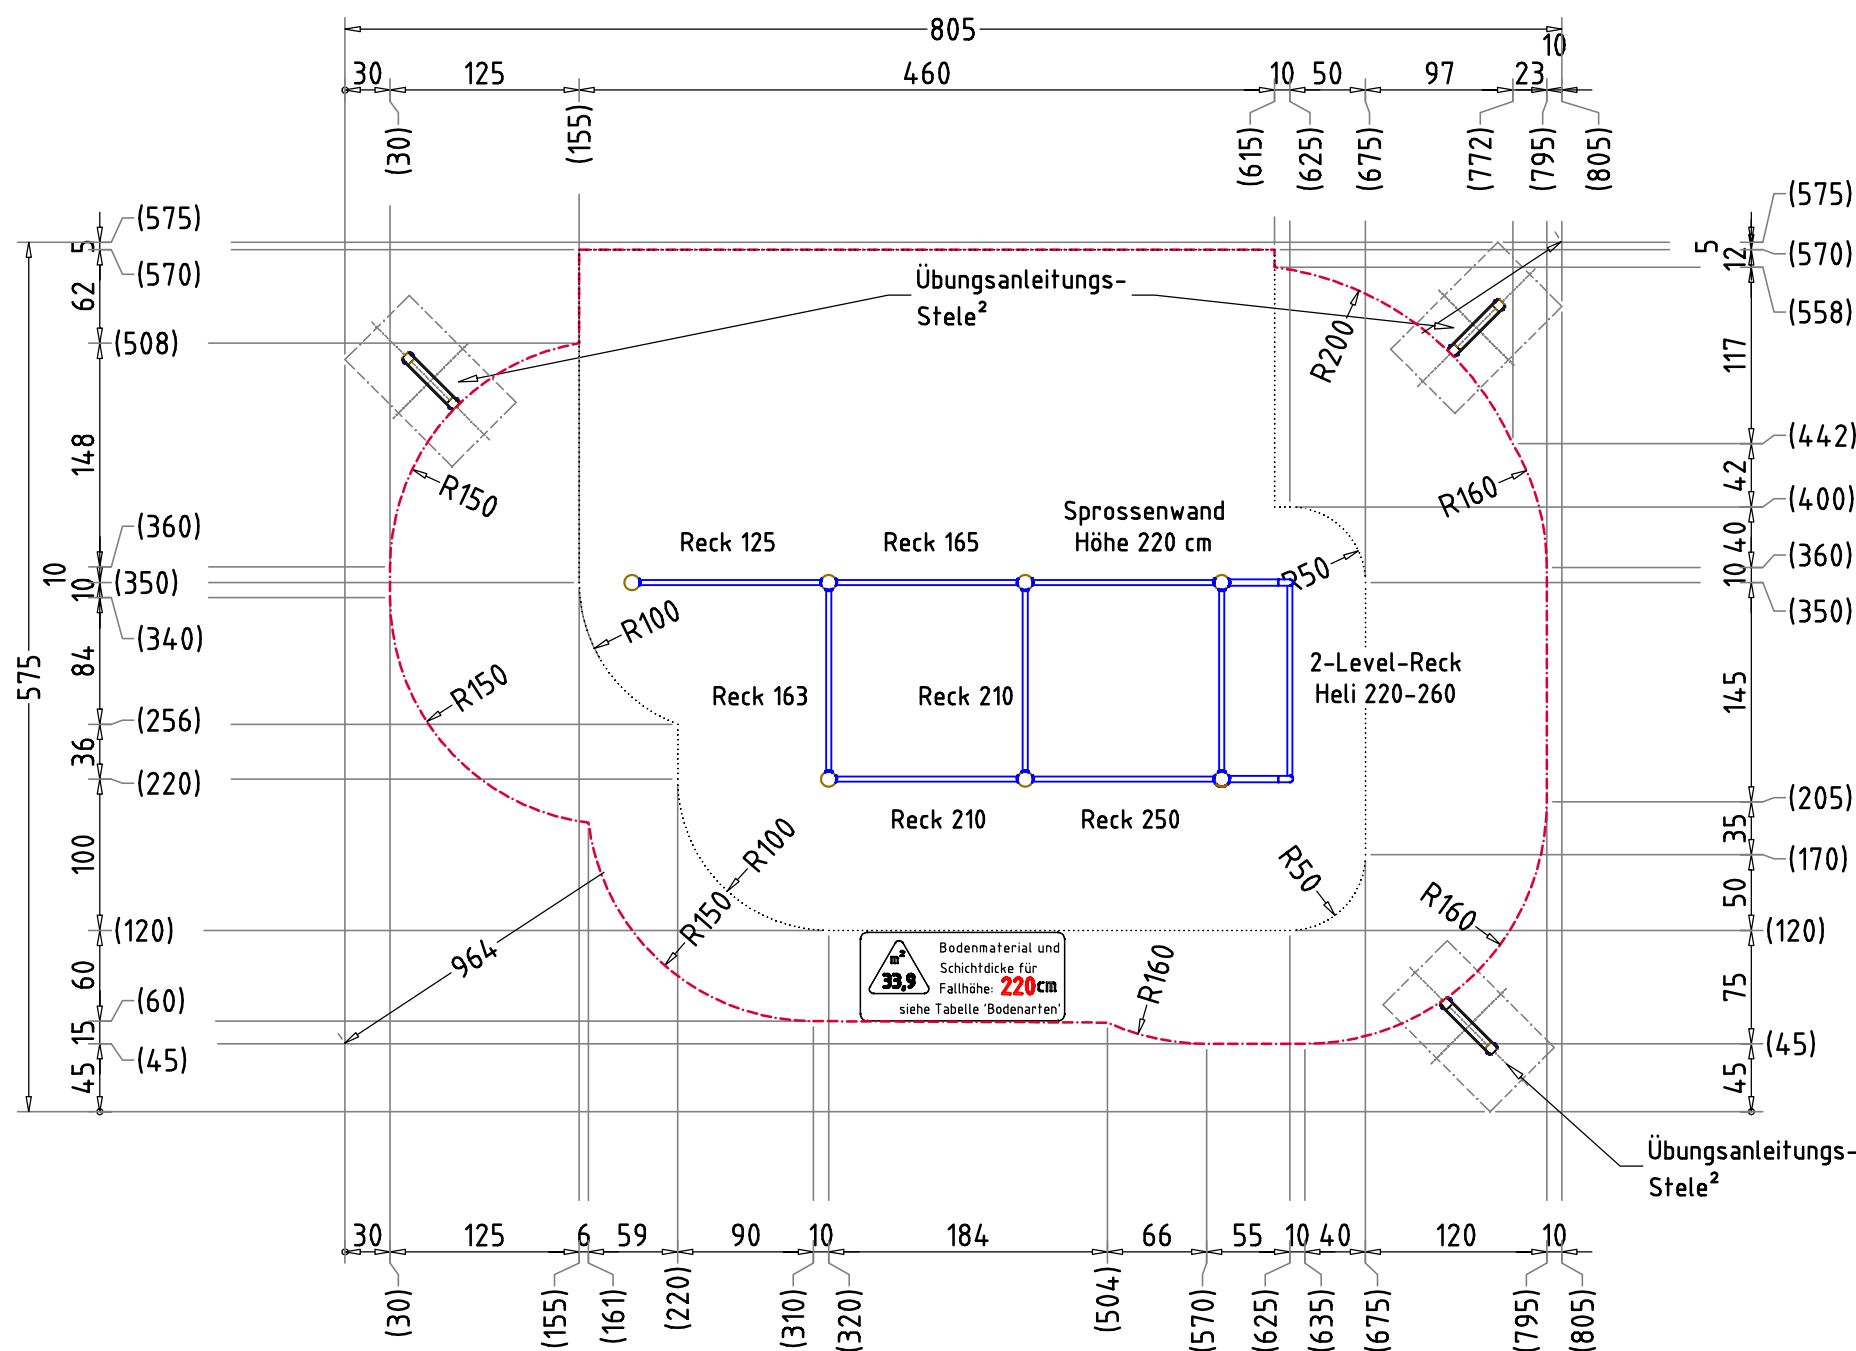 805
10
30 125 460 10 50 97 23
(30) (155) (615) (625) (675) (772) (795) (805)
(575) (575)
5 5
(570) (570)
12
62
Übungsanleitungs-
Stele²
(558)
(508)
R200
117
148
(442)
R150
R160
42
(400)
Sprossenwand
Höhe 220 cm
Reck 125 Reck 165
(360)
40
(360)
10
10
(350)
R50
10
(350)
(340)
R100
84
575
R150
2-Level-Reck
Heli 220-260
Reck 163 Reck 210
145
(256)
36
(220)
(205)
Reck 210 Reck 250
35
100
R100
R50
(170)
50
R150
R160
(120) (120)
964
m²
33,9
Bodenmaterial und
Schichtdicke für
Fallhöhe: 220cm
siehe Tabelle 'Bodenarten'
R160
60
75
(60)
15
(45) (45)
45 45
Übungsanleitungs-
Stele²
30 125 6 59 90 10 184 66 55 10 40 120 10
(30) (155) (161) (220) (310) (320) (504) (570) (625) (635) (675) (795) (805)